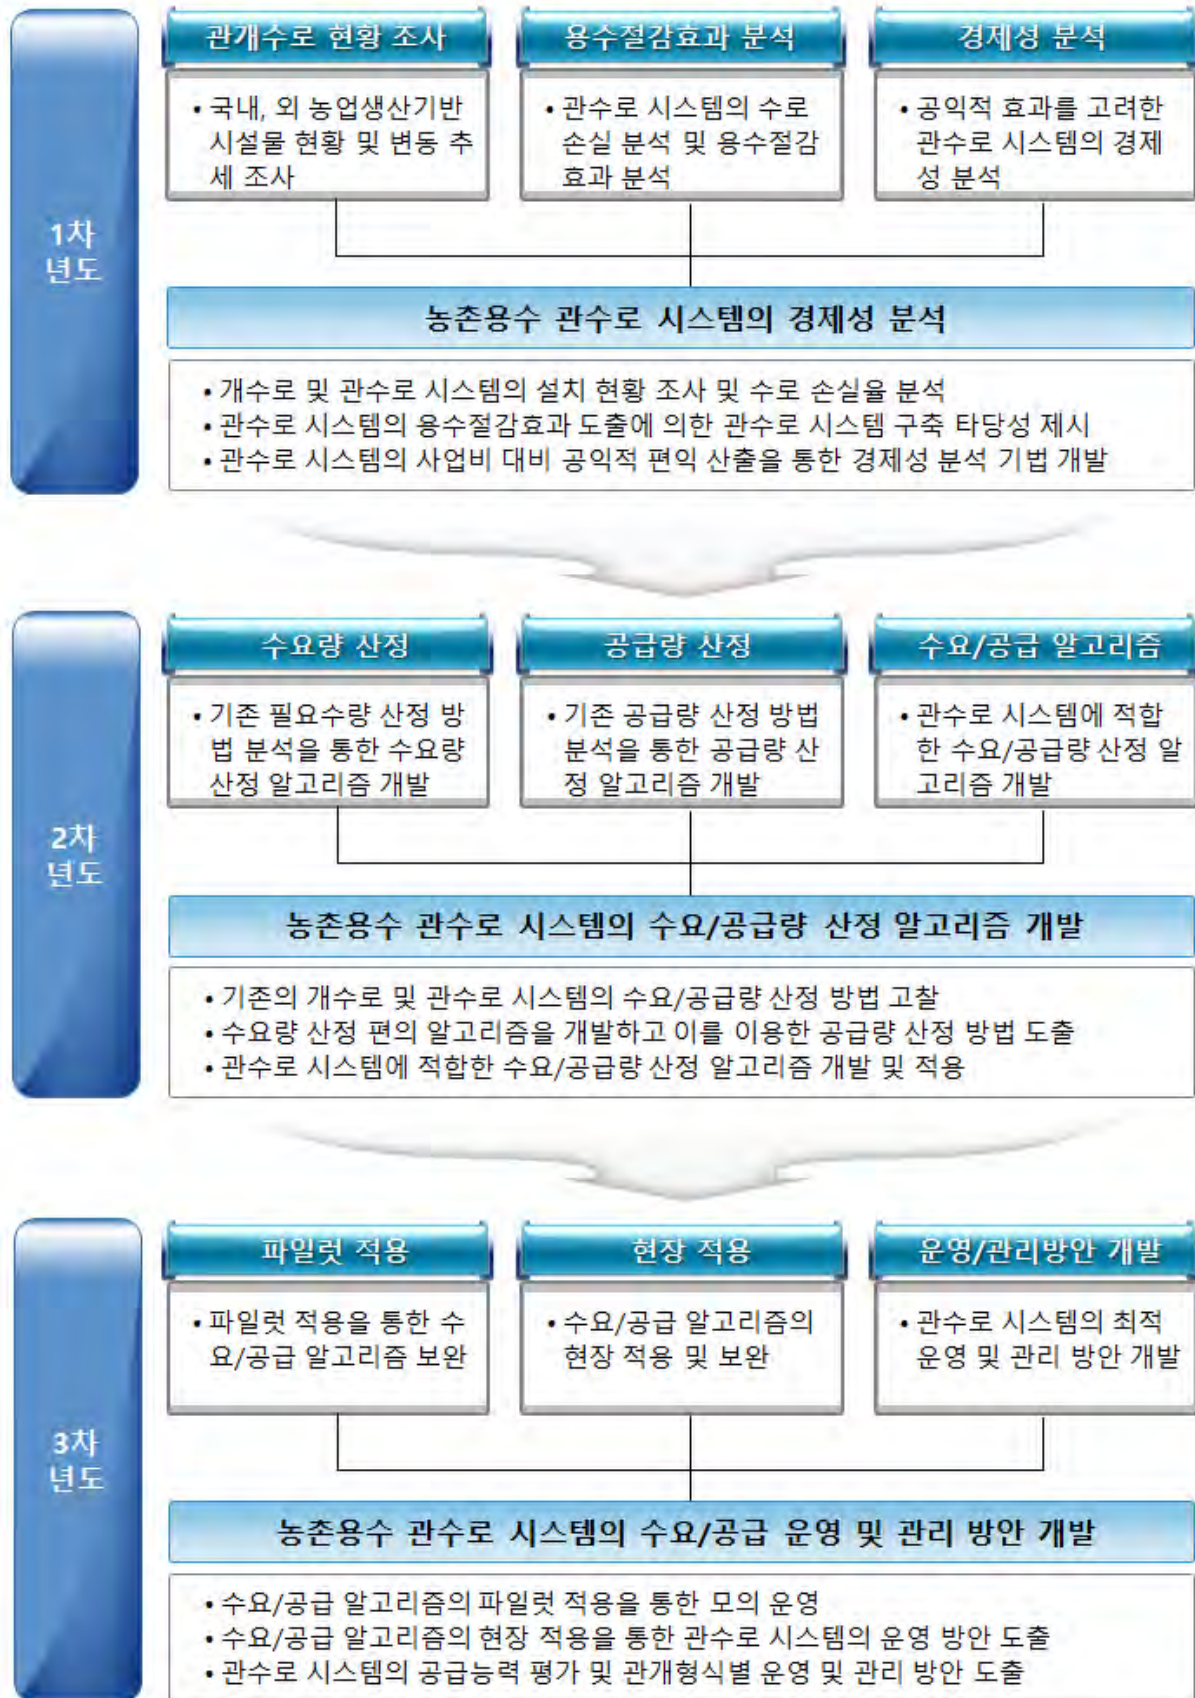 1차
년도
관개수로 현황 조사
• 국내, 외 농업생산기반
시설물 현황 및 변동 추
세 조사
용수절감효과 분석
• 관수로 시스템의 수로
손실 분석 및 용수절감
효과 분석
경제성 분석
• 공익적 효과를 고려한
관수로 시스템의 경제
성 분석
농촌용수 관수로 시스템의 경제성 분석
• 개수로 및 관수로 시스템의 설치 현황 조사 및 수로 손실율 분석
• 관수로 시스템의 용수절감효과 도출에 의한 관수로 시스템 구축 타당성 제시
• 관수로 시스템의 사업비 대비 공익적 편익 산출을 통한 경제성 분석 기법 개발
2차
년도
수요량 산정
• 기존 필요수량 산정 방
법 분석을 통한 수요량
산정 알고리즘 개발
공급량 산정
• 기존 공급량 산정 방법
분석을 통한 공급량 산
정 알고리즘 개발
수요/공급 알고리즘
• 관수로 시스템에 적합
한 수요/공급량 산정 알
고리즘 개발
농촌용수 관수로 시스템의 수요/공급량 산정 알고리즘 개발
• 기존의 개수로 및 관수로 시스템의 수요/공급량 산정 방법 고찰
• 수요량 산정 편의 알고리즘을 개발하고 이를 이용한 공급량 산정 방법 도출
• 관수로 시스템에 적합한 수요/공급량 산정 알고리즘 개발 및 적용
3차
년도
파일럿 적용
• 파일럿 적용을 통한 수
요/공급 알고리즘 보완
현장 적용
• 수요/공급 알고리즘의
현장 적용 및 보완
운영/관리방안 개발
• 관수로 시스템의 최적
운영 및 관리 방안 개발
농촌용수 관수로 시스템의 수요/공급 운영 및 관리 방안 개발
• 수요/공급 알고리즘의 파일럿 적용을 통한 모의 운영
• 수요/공급 알고리즘의 현장 적용을 통한 관수로 시스템의 운영 방안 도출
• 관수로 시스템의 공급능력 평가 및 관개형식별 운영 및 관리 방안 도출